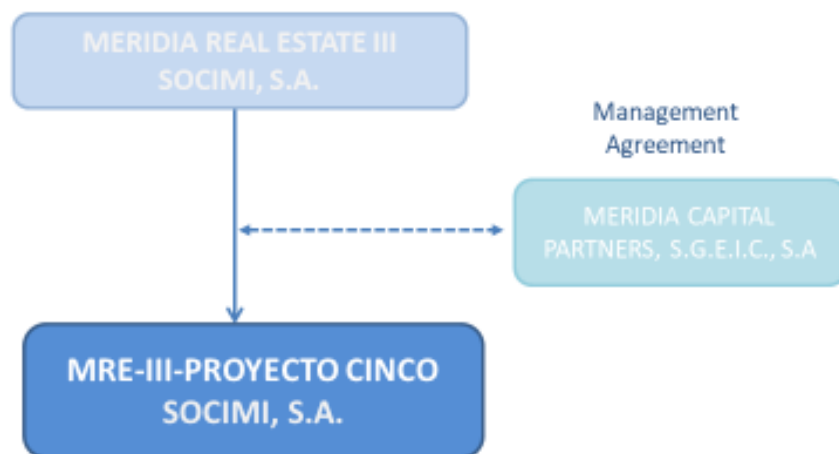 MERIDIA REAL ESTATE III
SOCIMI, S.A.
Management
Agreement
MERIDIA CAPITAL
PARTNERS, S.G.E.I.C., S.A
MRE-III-PROYECTO CINCO
SOCIMI, S.A.